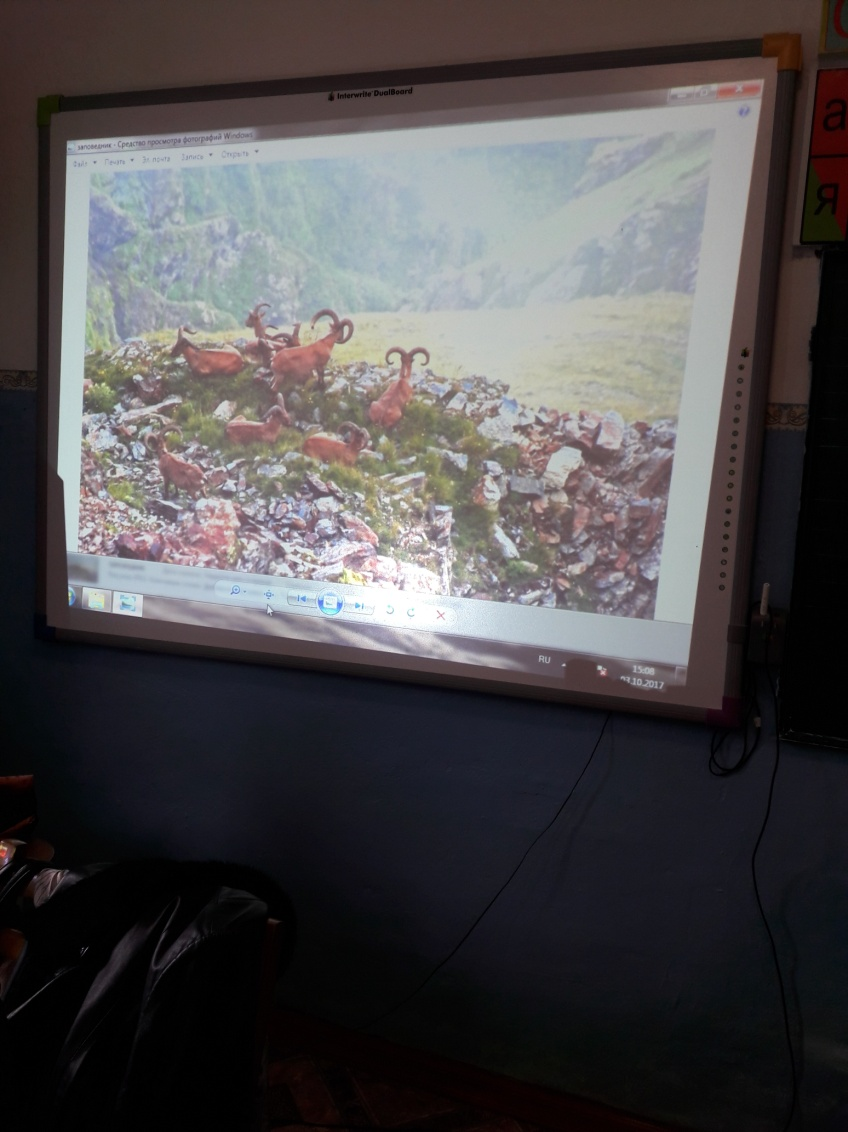 Interwrite DualBoard
заповедник - Средство просмотра фотографий Windows
Файл Печать Эл. почта Запись Открыть
а
Я
RU
15:08
03.10.2017